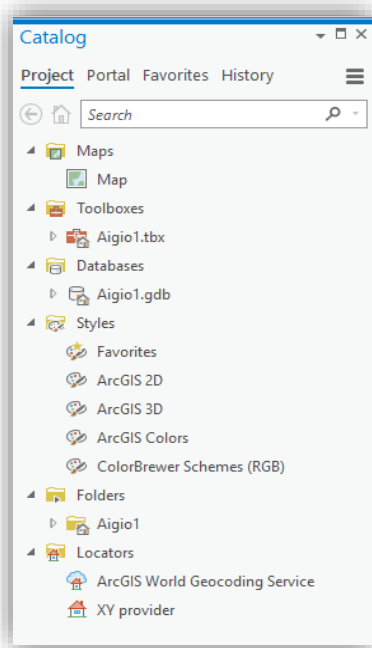 Catalog
Project Portal Favorites History
Search
Maps
Map
Toolboxes
Aigio1.tbx
Databases
Aigio1.gdb
Styles
Favorites
ArcGIS 2D
ArcGIS 3D
ArcGIS Colors
ColorBrewer Schemes (RGB)
Folders
Aigio1
Locators
ArcGIS World Geocoding Service
XY provider